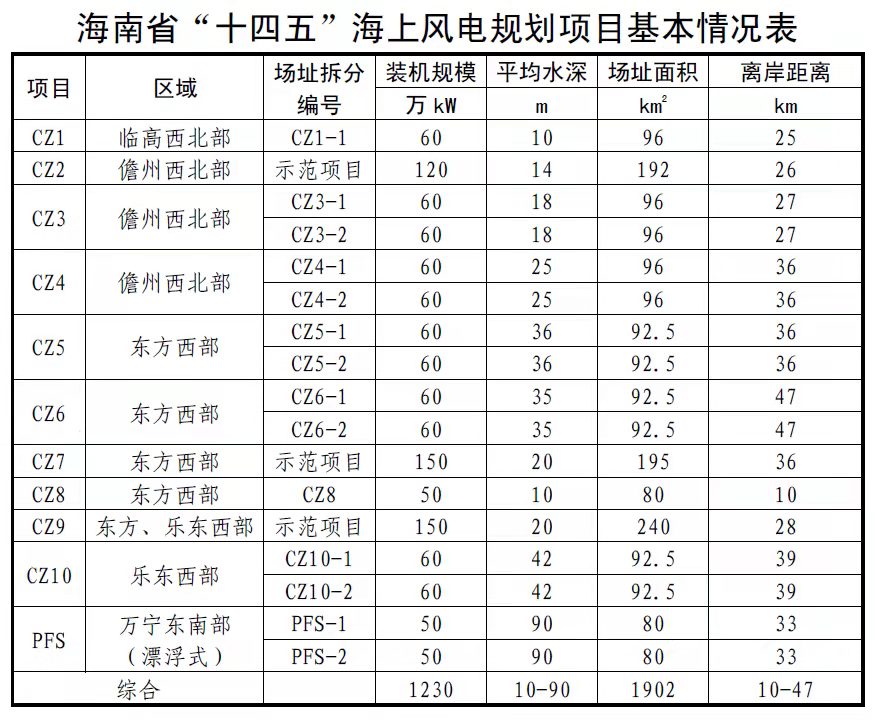 海南省“十四五”海上风电规划项目基本情况表
项目 区域 场址拆分编号 装机规模 平均水深 场址面积 离岸距离
万kW m km² km
CZ1 临高西北部 CZ1-1 60 10 96 25
CZ2 儋州西北部 示范项目 120 14 192 26
CZ3 儋州西北部 CZ3-1 60 18 96 27
CZ3-2 60 18 96 27
CZ4 儋州西北部 CZ4-1 60 25 96 36
CZ4-2 60 25 96 36
CZ5 东方西部 CZ5-1 60 36 92.5 36
CZ5-2 60 36 92.5 36
CZ6 东方西部 CZ6-1 60 35 92.5 47
CZ6-2 60 35 92.5 47
CZ7 东方西部 示范项目 150 20 195 36
CZ8 东方西部 CZ8 50 10 80 10
CZ9 东方、乐东西部 示范项目 150 20 240 28
CZ10 乐东西部 CZ10-1 60 42 92.5 39
CZ10-2 60 42 92.5 39
PFS 万宁东南部（漂浮式） PFS-1 50 90 80 33
PFS-2 50 90 80 33
综合 1230 10-90 1902 10-47